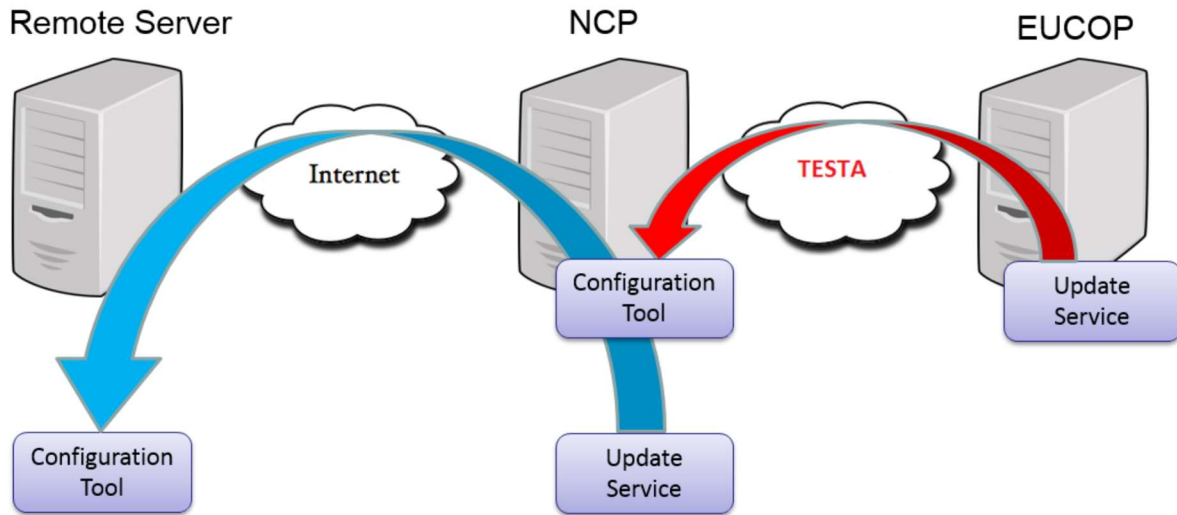 Remote Server
NCP
EUCOP
Internet
TESTA
Configuration
Tool
Update
Service
Configuration
Tool
Update
Service